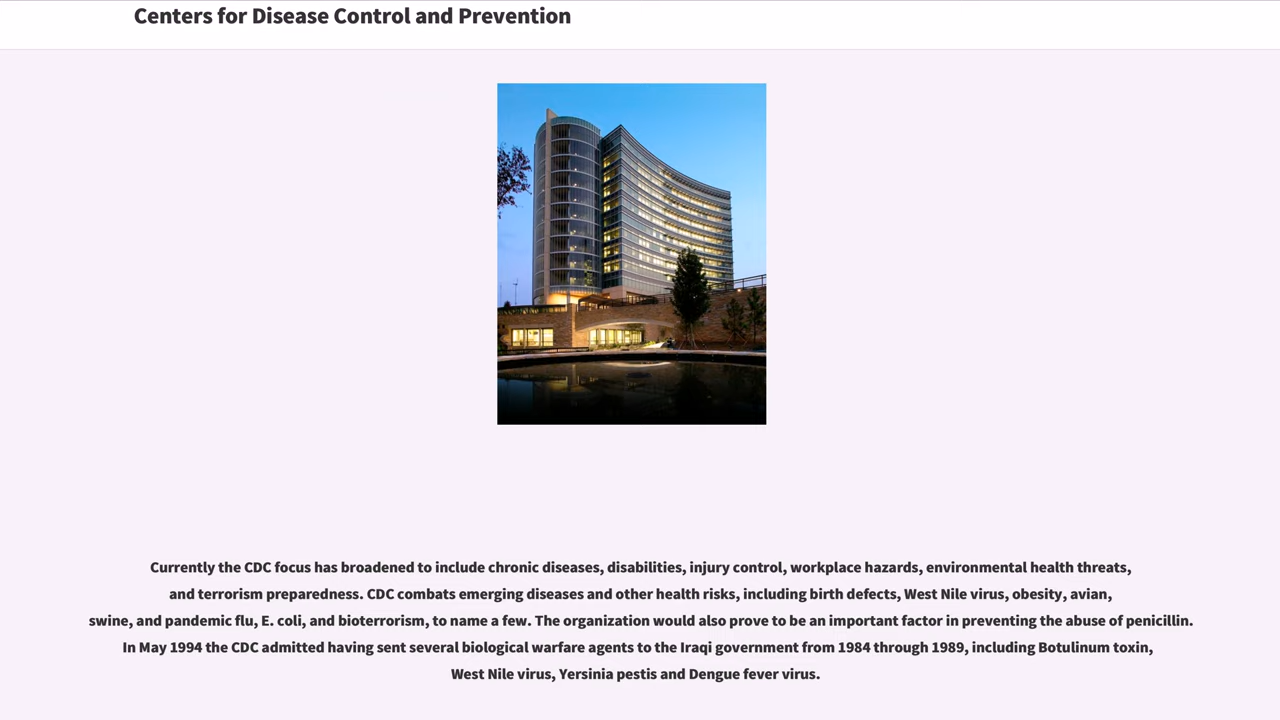 Centers for Disease Control and Prevention
Currently the CDC focus has broadened to include chronic diseases, disabilities, injury control, workplace hazards, environmental health threats,
and terrorism preparedness. CDC combats emerging diseases and other health risks, including birth defects, West Nile virus, obesity, avian,
swine, and pandemic flu, E. coli, and bioterrorism, to name a few. The organization would also prove to be an important factor in preventing the abuse of penicillin.
In May 1994 the CDC admitted having sent several biological warfare agents to the Iraqi government from 1984 through 1989, including Botulinum toxin,
West Nile virus, Yersinia pestis and Dengue fever virus.